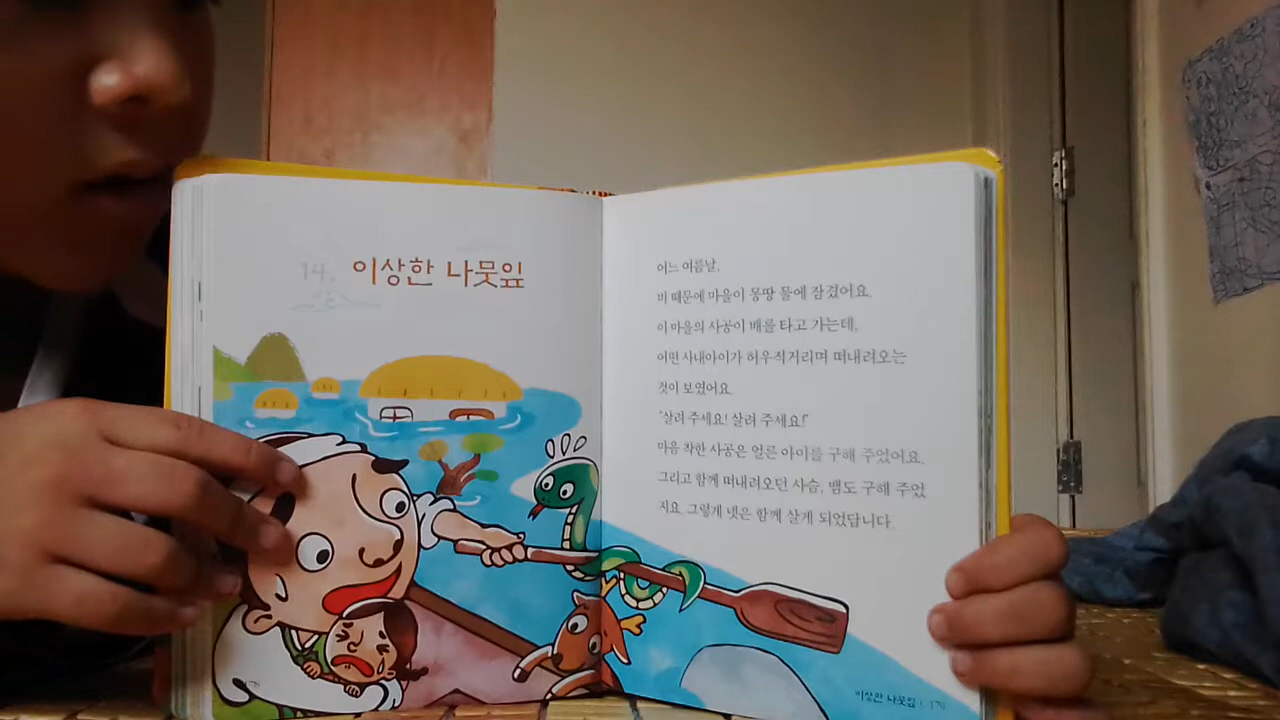 14. 이상한 나뭇잎
어느 여름날,
비 때문에 마을이 몽땅 물에 잠겼어요.
이 마을의 사공이 배를 타고 가는데,
어떤 사내아이가 허우적거리며 떠내려오는
것이 보였어요.
"살려 주세요! 살려 주세요!"
마음 착한 사공은 얼른 아이를 구해 주었어요.
그리고 함께 떠내려오던 사슴, 뱀도 구해 주었
지요. 그렇게 넷은 함께 살게 되었답니다.
이상한 나뭇잎